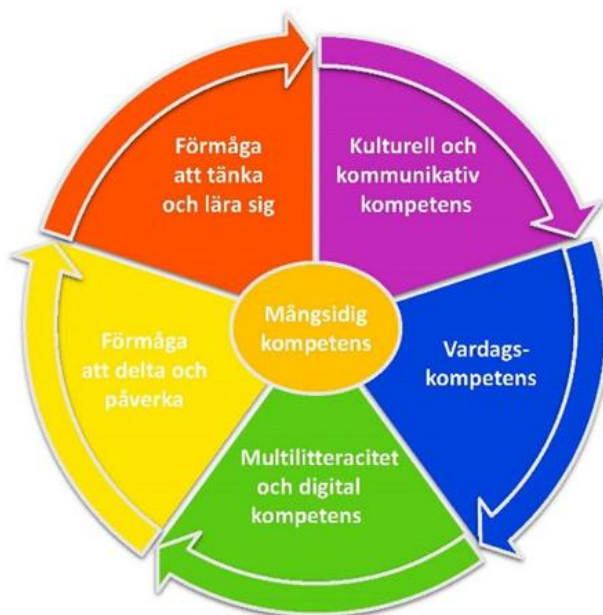 Förmåga
att tänka
och lära sig
Kulturell och
kommunikativ
kompetens
Vardags-
kompetens
Multilitteracitet
och digital
kompetens
Förmåga
att delta och
påverka
Mångsidig
kompetens